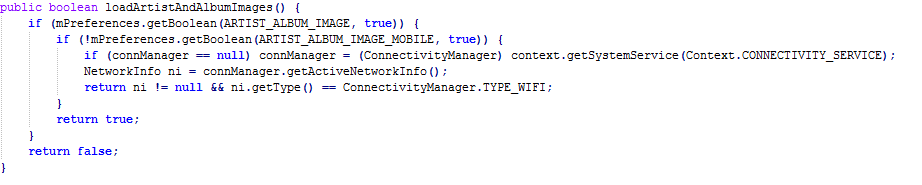 public boolean loadArtistAndAlbumImages() {
    if (mPreferences.getBoolean(ARTIST_ALBUM_IMAGE, true)) {
        if (!mPreferences.getBoolean(ARTIST_ALBUM_IMAGE_MOBILE, true)) {
            if (connManager == null) connManager = (ConnectivityManager) context.getSystemService(Context.CONNECTIVITY_SERVICE);
            NetworkInfo ni = connManager.getActiveNetworkInfo();
            return ni != null && ni.getType() == ConnectivityManager.TYPE_WIFI;
        }
        return true;
    }
    return false;
}